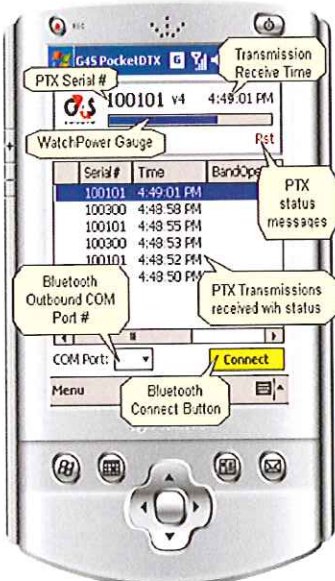 G4S PocketDTX G
Transmission
Receive Time
PTX Serial #
G4S 100101 v4 4:49:01 PM
WatchPower Gauge
Rst
PTX
status
messages
Serial# Time BandOpe
100101 4:49:01 PM
100300 4:48:58 PM
100101 4:48:55 PM
100300 4:48:53 PM
100101 4:48:52 PM
4:48:50 PM
Bluetooth
Outbound COM
Port #
PTX Transmissions
received wih status
COM Port: Connect
Menu
Bluetooth
Connect Button